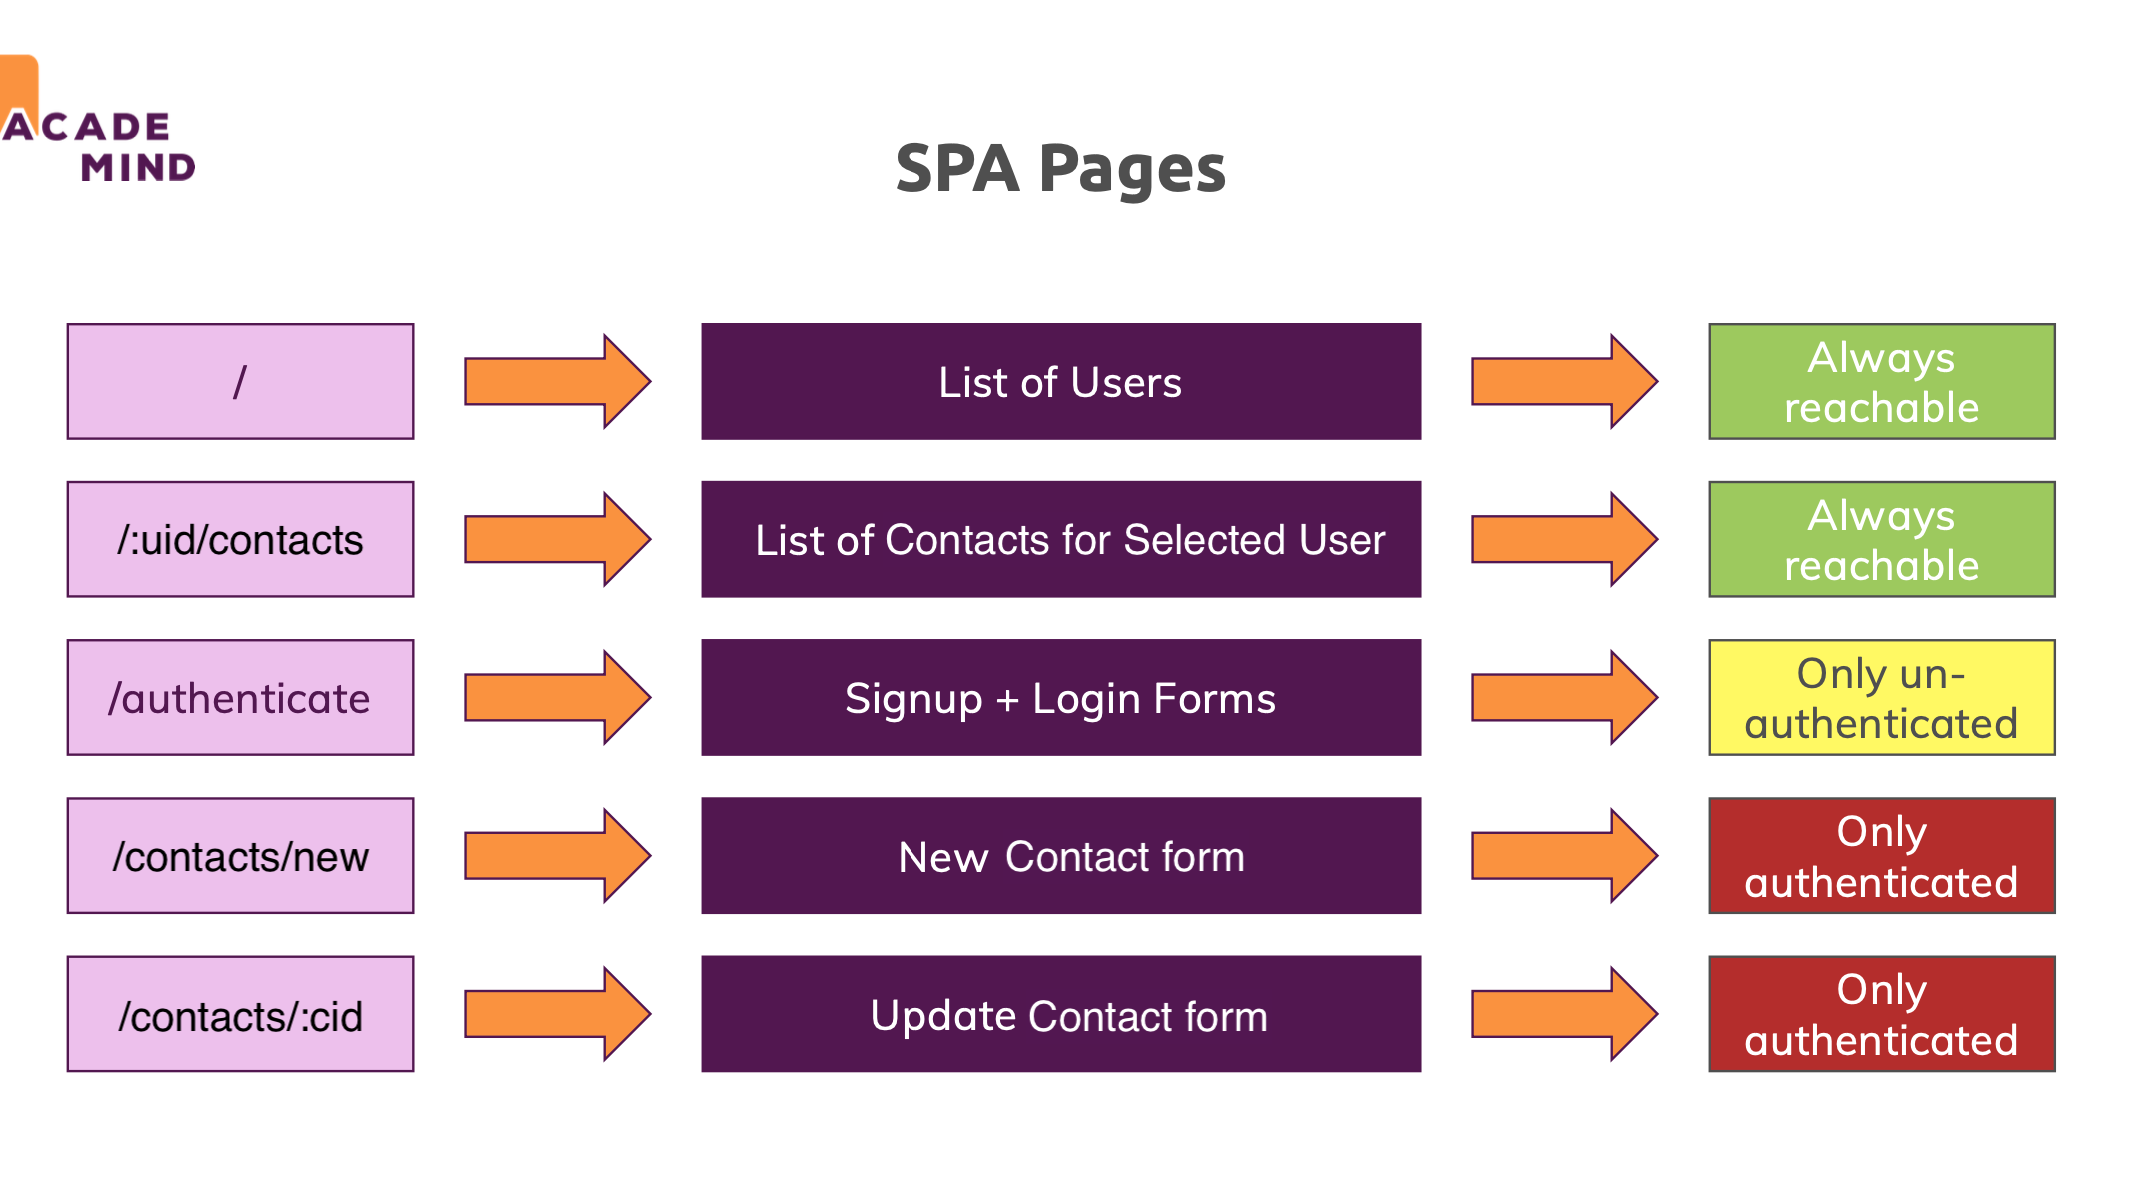 ACADE
MIND
SPA Pages
/
List of Users
Always
reachable
/:uid/contacts
List of Contacts for Selected User
Always
reachable
/authenticate
Signup + Login Forms
Only un-
authenticated
/contacts/new
New Contact form
Only
authenticated
/contacts/:cid
Update Contact form
Only
authenticated